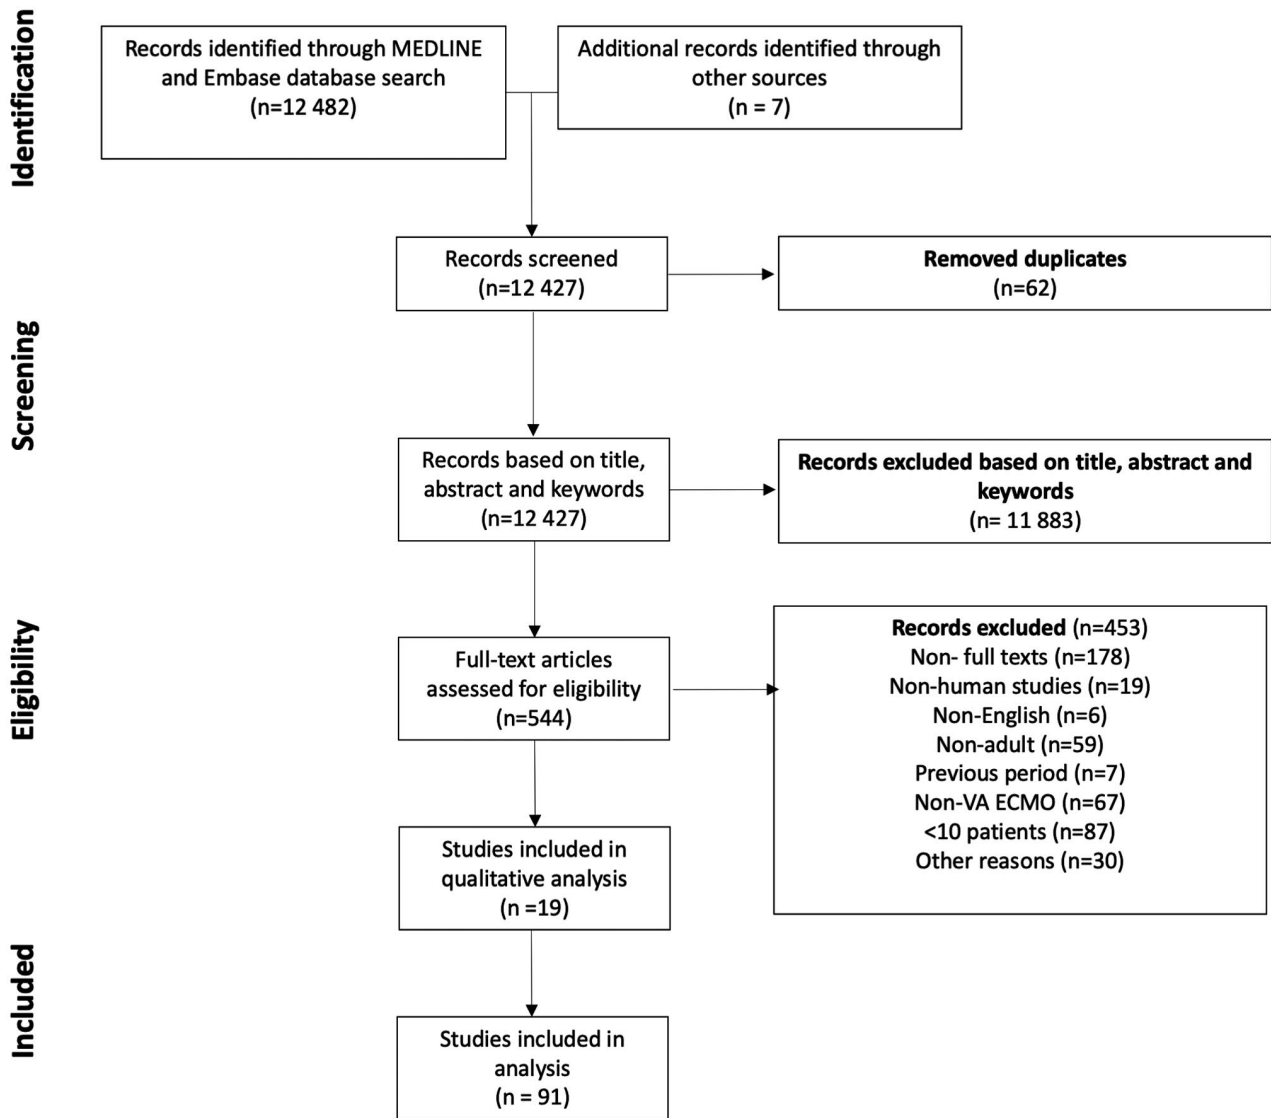 Identification
Records identified through MEDLINE
and Embase database search
(n=12 482)
Additional records identified through
other sources
(n = 7)
Records screened
(n=12 427)
Removed duplicates
(n=62)
Screening
Records based on title,
abstract and keywords
(n=12 427)
Records excluded based on title, abstract and
keywords
(n= 11 883)
Eligibility
Full-text articles
assessed for eligibility
(n=544)
Records excluded (n=453)
Non- full texts (n=178)
Non-human studies (n=19)
Non-English (n=6)
Non-adult (n=59)
Previous period (n=7)
Non-VA ECMO (n=67)
<10 patients (n=87)
Other reasons (n=30)
Studies included in
qualitative analysis
(n =19)
Included
Studies included in
analysis
(n = 91)